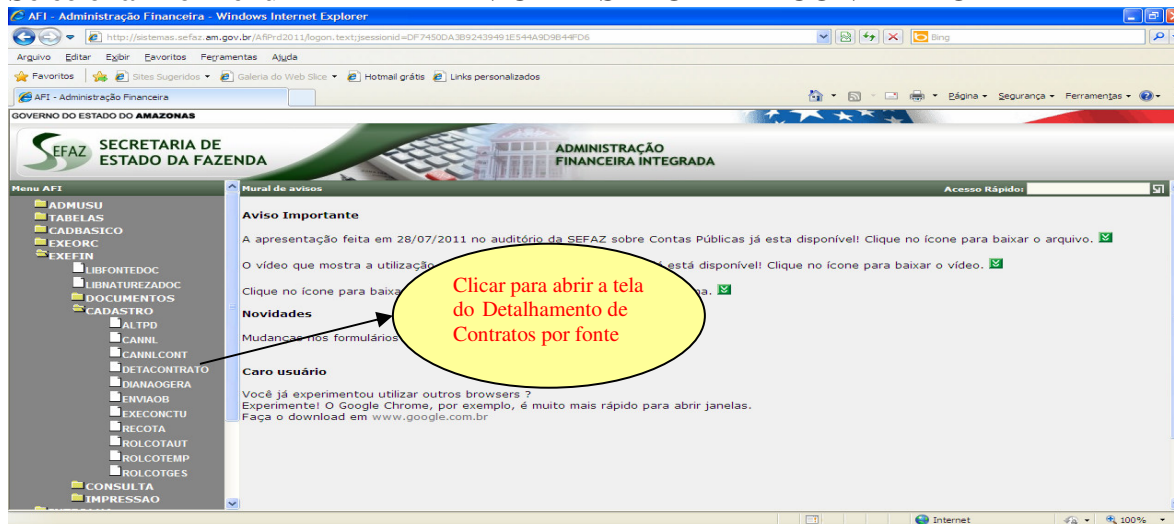 AFI - Administração Financeira - Windows Internet Explorer
http://sistemas.sefaz.am.gov.br/AfiPrd2011/logon.text;jsessionid=DF7450DA3B92439491E544A9D9B44FD6
Bing
Arquivo Editar Exibir Favoritos Ferramentas Ajuda
Favoritos Sites Sugeridos Galeria do Web Slice Hotmail grátis Links personalizados
AFI - Administração Financeira
Página Segurança Ferramentas
GOVERNO DO ESTADO DO AMAZONAS
SEFAZ SECRETARIA DE
ESTADO DA FAZENDA
ADMINISTRAÇÃO
FINANCEIRA INTEGRADA
Menu AFI
Mural de avisos
Acesso Rápido:
ADMUSU
TABELAS
CADBASICO
EXEORC
EXEFIN
LIBFONTEDOC
LIBNATUREZADOC
DOCUMENTOS
CADASTRO
ALTPD
CANNL
CANNLCONT
DETACONTRATO
DIANAOGERA
ENVIAOB
EXECONCTU
RECOTA
ROLCOTAUT
ROLCOTEMP
ROLCOTGES
CONSULTA
IMPRESSAO
Aviso Importante
A apresentação feita em 28/07/2011 no auditório da SEFAZ sobre Contas Públicas já esta disponível! Clique no ícone para baixar o arquivo.
O vídeo que mostra a utilização está disponível! Clique no ícone para baixar o vídeo.
Clique no ícone para baixa
Novidades
Mudanças nos formulários
Caro usuário
Você já experimentou utilizar outros browsers ?
Experimente! O Google Chrome, por exemplo, é muito mais rápido para abrir janelas.
Faça o download em www.google.com.br
Clicar para abrir a tela
do Detalhamento de
Contratos por fonte
Internet
100%